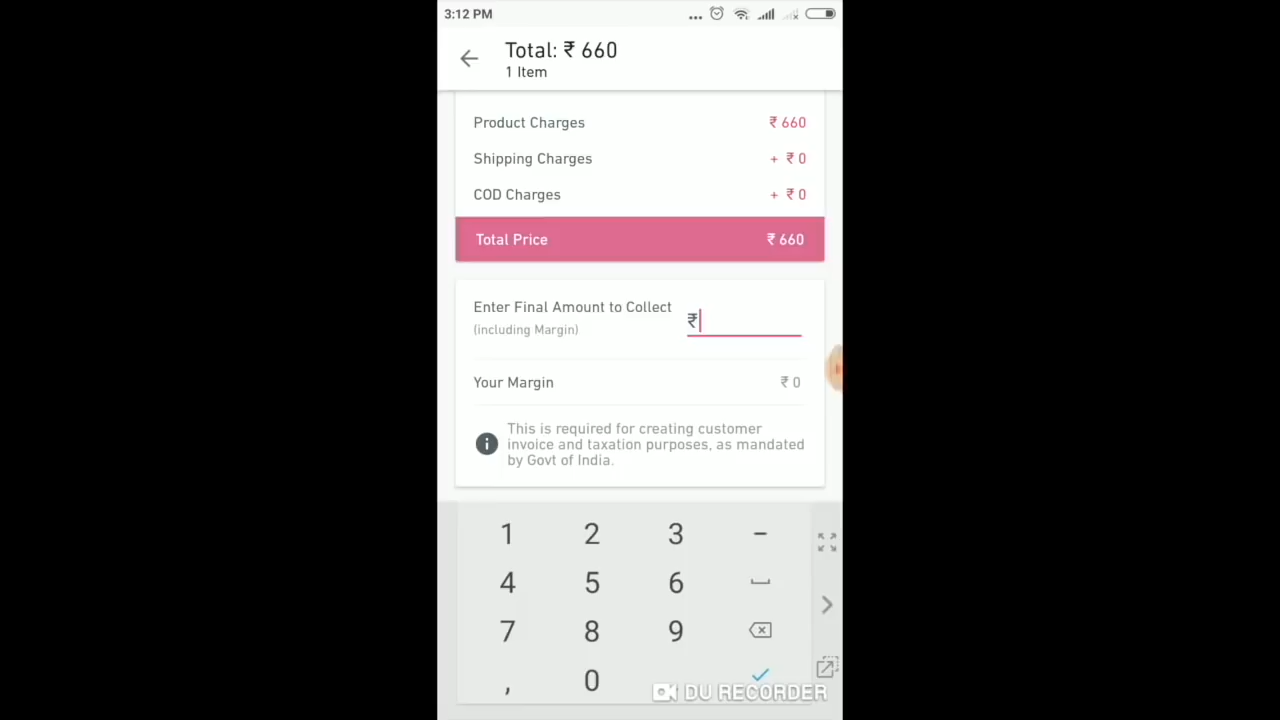 3:12 PM
Total: ₹ 660
1 Item
Product Charges ₹ 660
Shipping Charges + ₹ 0
COD Charges + ₹ 0
Total Price ₹ 660
Enter Final Amount to Collect
(including Margin) ₹
Your Margin ₹ 0
This is required for creating customer
invoice and taxation purposes, as mandated
by Govt of India.
1 2 3 –
4 5 6
7 8 9
, 0
DU RECORDER